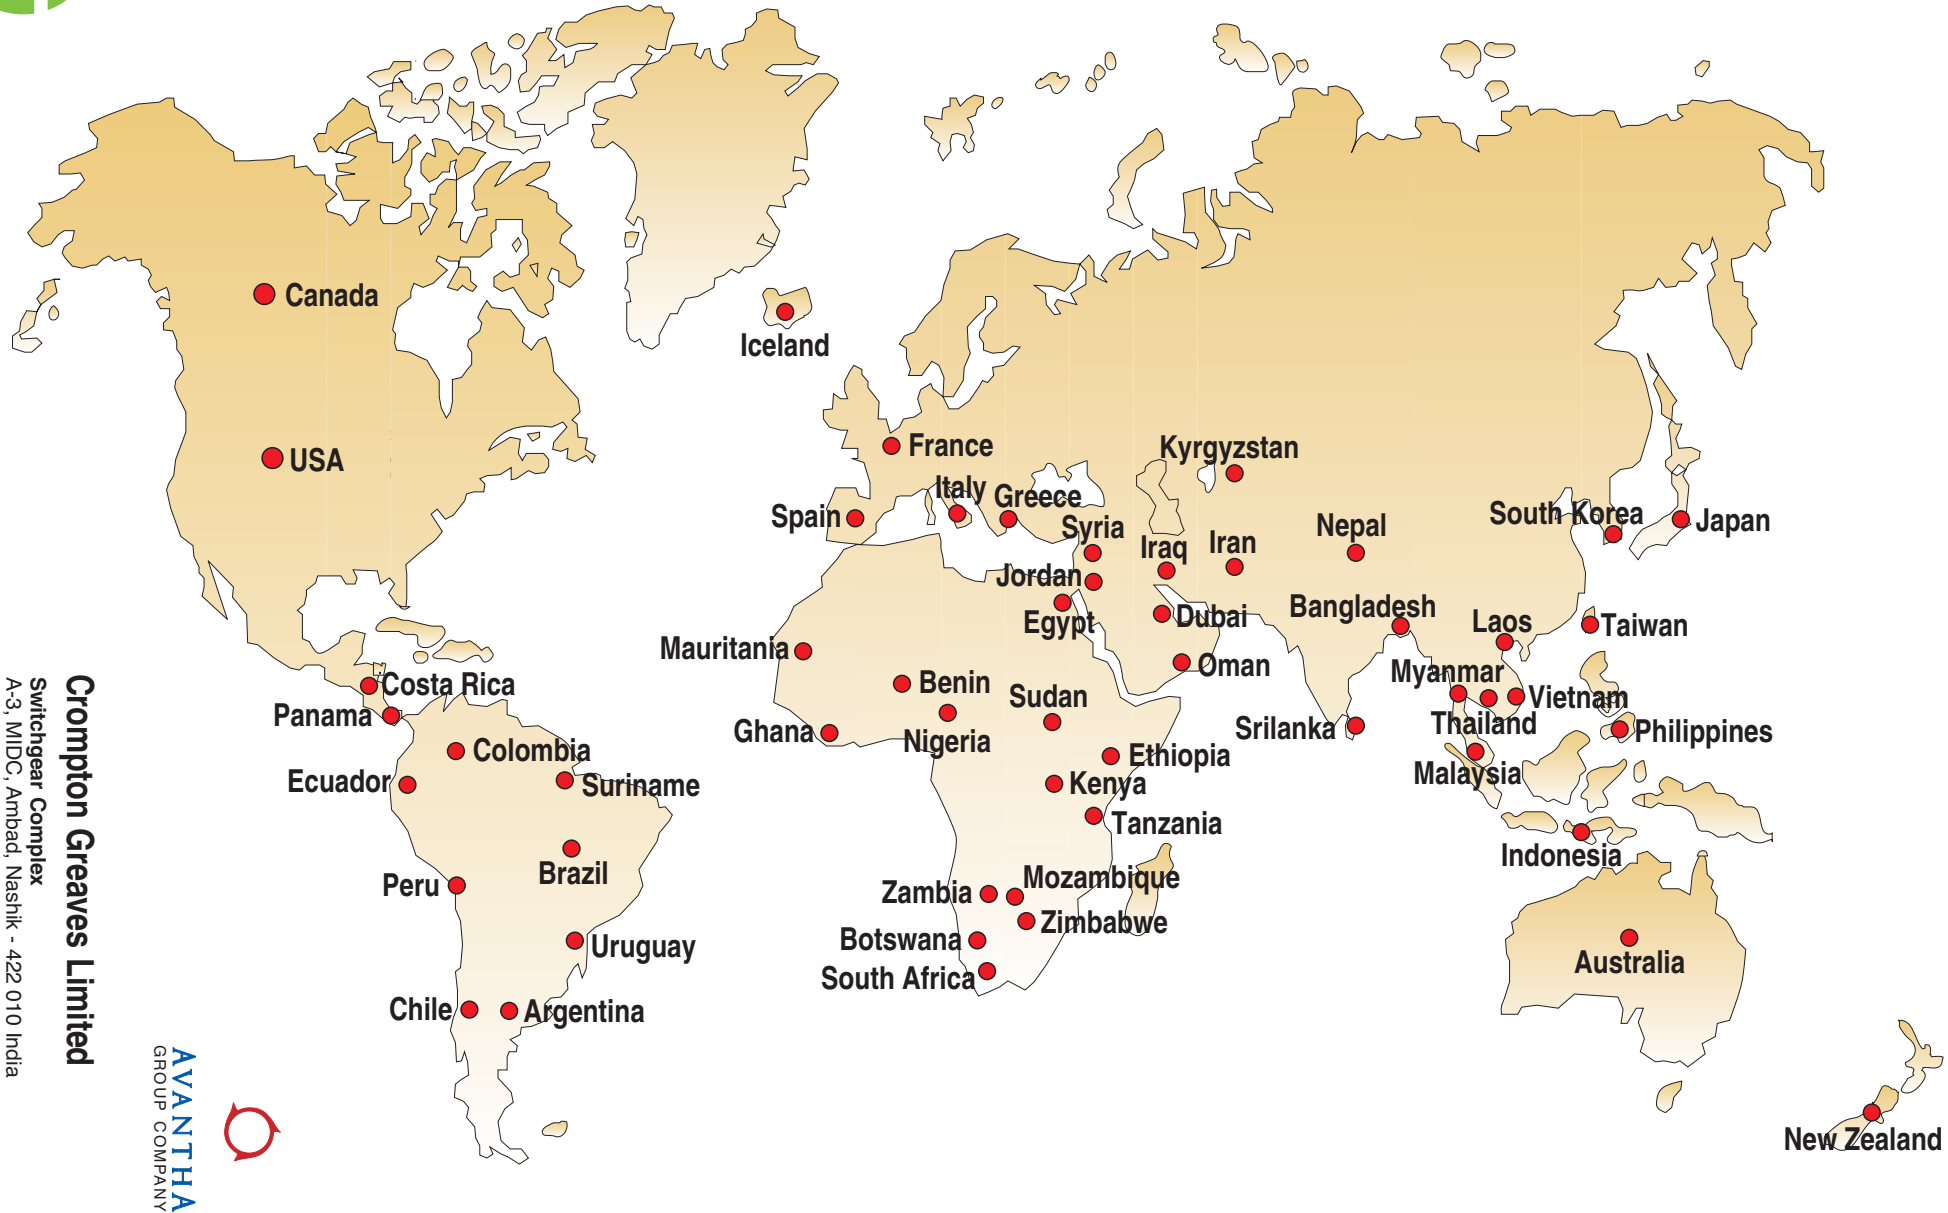 Canada
Iceland
USA
France
Kyrgyzstan
Italy
Greece
Spain
South Korea
Japan
Syria
Nepal
Iraq
Iran
Jordan
Bangladesh
Dubai
Egypt
Laos
Taiwan
Mauritania
Oman
Myanmar
Costa Rica
Benin
Sudan
Vietnam
Panama
Thailand
Ghana
Srilanka
Philippines
Nigeria
Colombia
Ethiopia
Malaysia
Ecuador
Suriname
Kenya
Tanzania
Indonesia
Brazil
Peru
Zambia
Mozambique
Zimbabwe
Botswana
Uruguay
South Africa
Australia
Chile
Argentina
New Zealand
Crompton Greaves Limited
Switchgear Complex
A-3, MIDC, Ambad, Nashik - 422 010 India
AVANTHA
GROUP COMPANY